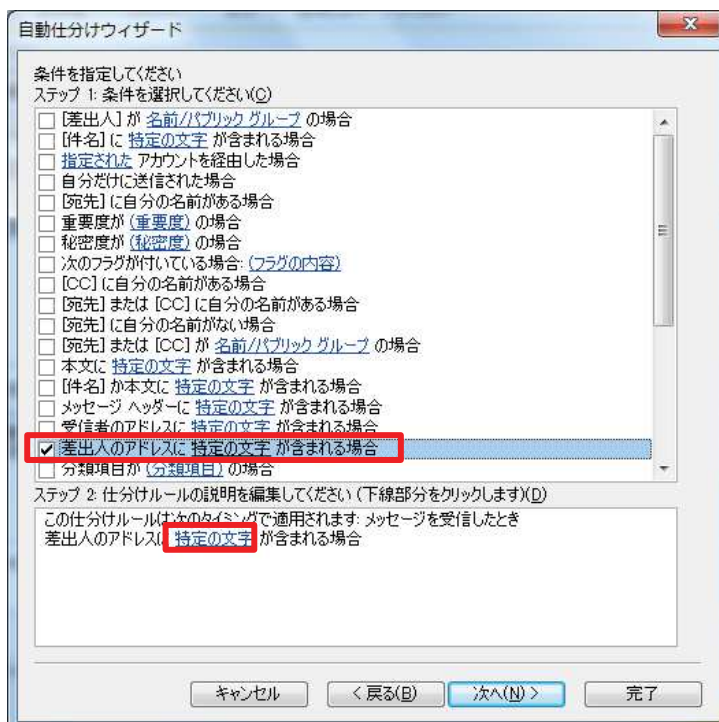 自動仕分けウィザード
条件を指定してください
ステップ 1: 条件を選択してください(C)
[差出人] が 名前/パブリック グループ の場合
[件名] に 特定の文字 が含まれる場合
指定された アカウントを経由した場合
自分だけに送信された場合
[宛先] に自分の名前がある場合
重要度が (重要度) の場合
秘密度が (秘密度) の場合
次のフラグが付いている場合: (フラグの内容)
[CC] に自分の名前がある場合
[宛先] または [CC] に自分の名前がある場合
[宛先] に自分の名前がない場合
[宛先] または [CC] が 名前/パブリック グループ の場合
本文に 特定の文字 が含まれる場合
[件名] か本文に 特定の文字 が含まれる場合
メッセージ ヘッダーに 特定の文字 が含まれる場合
受信者のアドレスに 特定の文字 が含まれる場合
差出人のアドレスに 特定の文字 が含まれる場合
分類項目が (分類項目) の場合
ステップ 2: 仕分けルールの説明を編集してください (下線部分をクリックします)(D)
この仕分けルールは次のタイミングで適用されます: メッセージを受信したとき
差出人のアドレスに 特定の文字 が含まれる場合
キャンセル
< 戻る(B)
次へ(N) >
完了